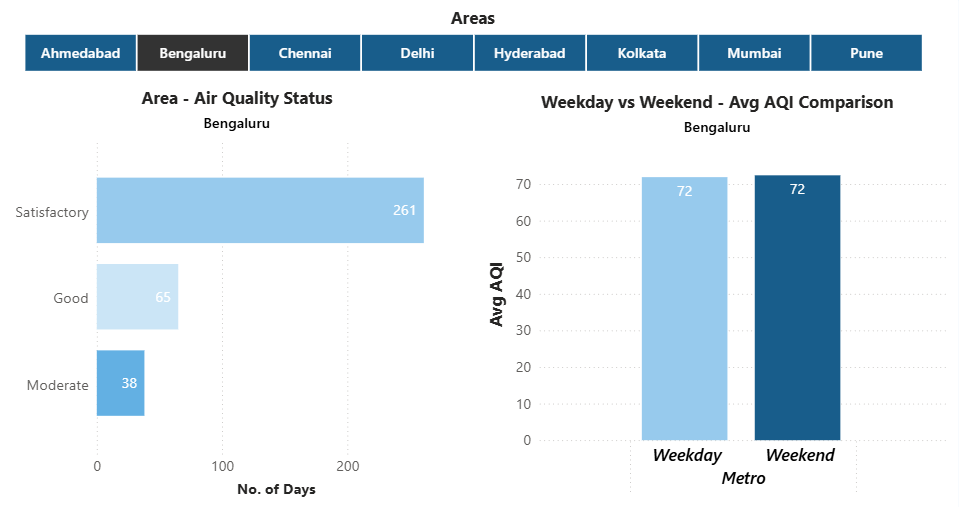 Areas
Ahmedabad Bengaluru Chennai Delhi Hyderabad Kolkata Mumbai Pune
Area - Air Quality Status
Bengaluru
Satisfactory 261
Good 65
Moderate 38
0 100 200
No. of Days
Weekday vs Weekend - Avg AQI Comparison
Bengaluru
Avg AQI
70
60
50
40
30
20
10
0
72 72
Weekday Weekend
Metro